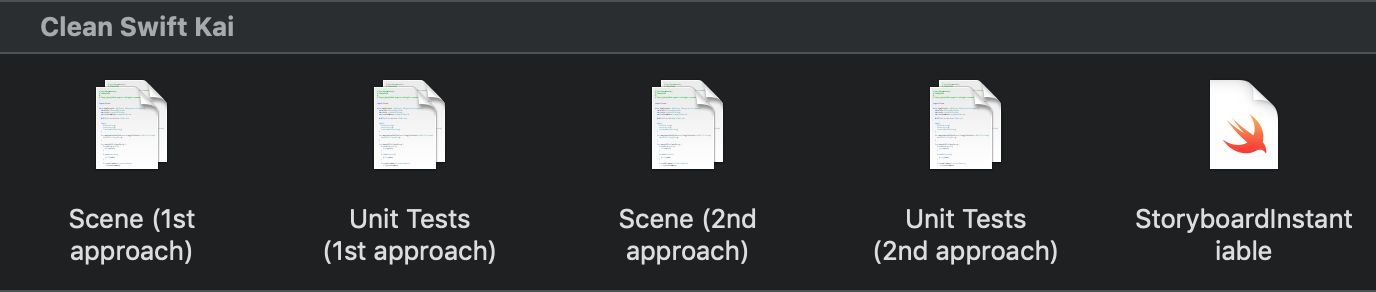 Clean Swift Kai
Scene (1st
approach)
Unit Tests
(1st approach)
Scene (2nd
approach)
Unit Tests
(2nd approach)
StoryboardInstant
iable